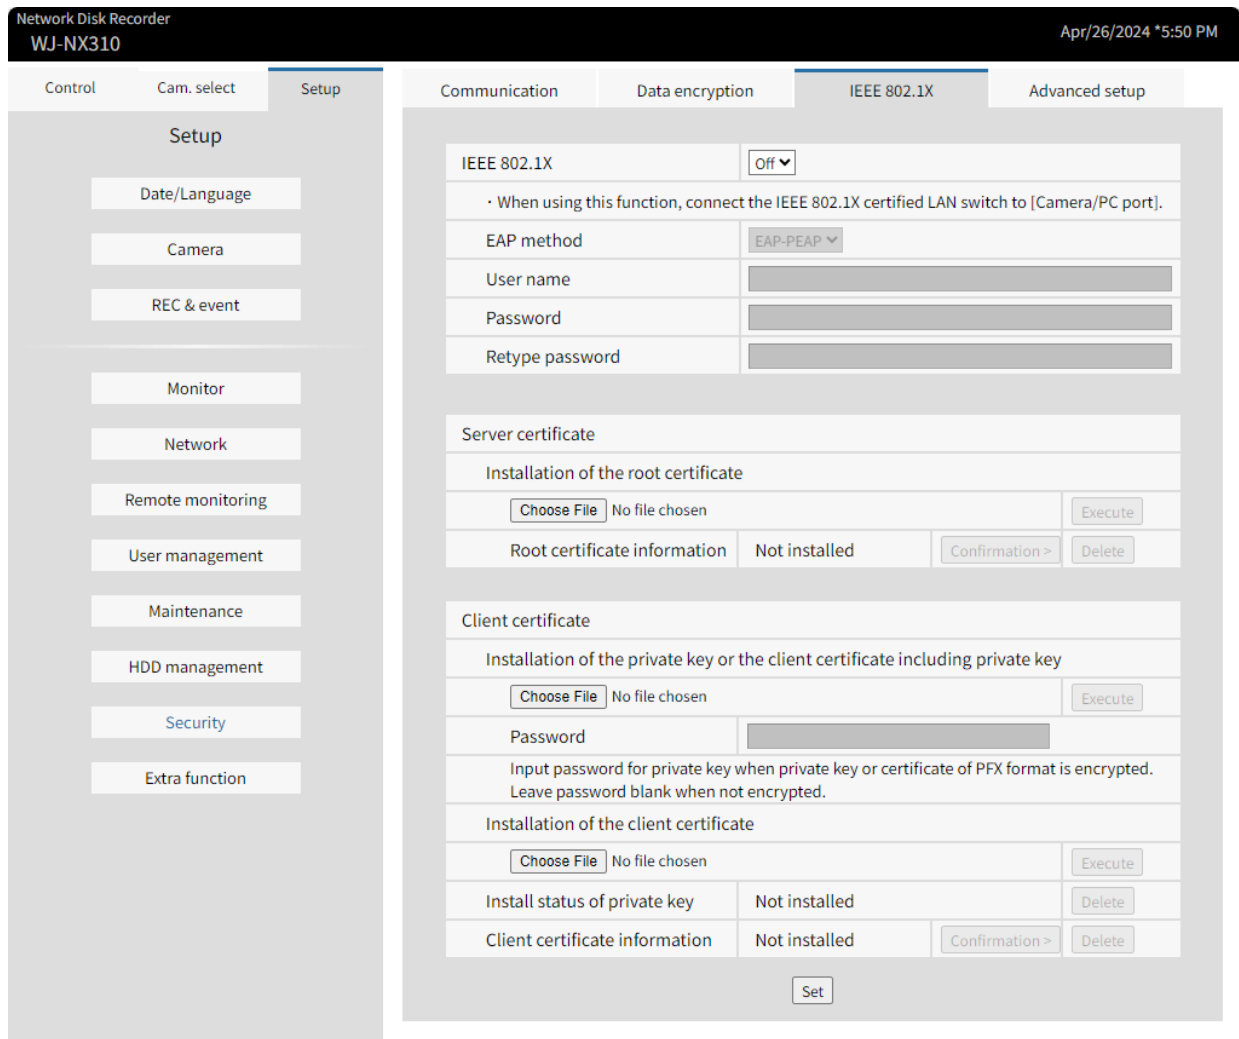 Network Disk Recorder
WJ-NX310
Apr/26/2024 *5:50 PM
Control
Cam. select
Setup
Setup
Date/Language
Camera
REC & event
Monitor
Network
Remote monitoring
User management
Maintenance
HDD management
Security
Extra function
Communication
Data encryption
IEEE 802.1X
Advanced setup
IEEE 802.1X
Off
・When using this function, connect the IEEE 802.1X certified LAN switch to [Camera/PC port].
EAP method
EAP-PEAP
User name
Password
Retype password
Server certificate
Installation of the root certificate
Choose File No file chosen
Execute
Root certificate information
Not installed
Confirmation >
Delete
Client certificate
Installation of the private key or the client certificate including private key
Choose File No file chosen
Execute
Password
Input password for private key when private key or certificate of PFX format is encrypted.
Leave password blank when not encrypted.
Installation of the client certificate
Choose File No file chosen
Execute
Install status of private key
Not installed
Delete
Client certificate information
Not installed
Confirmation >
Delete
Set